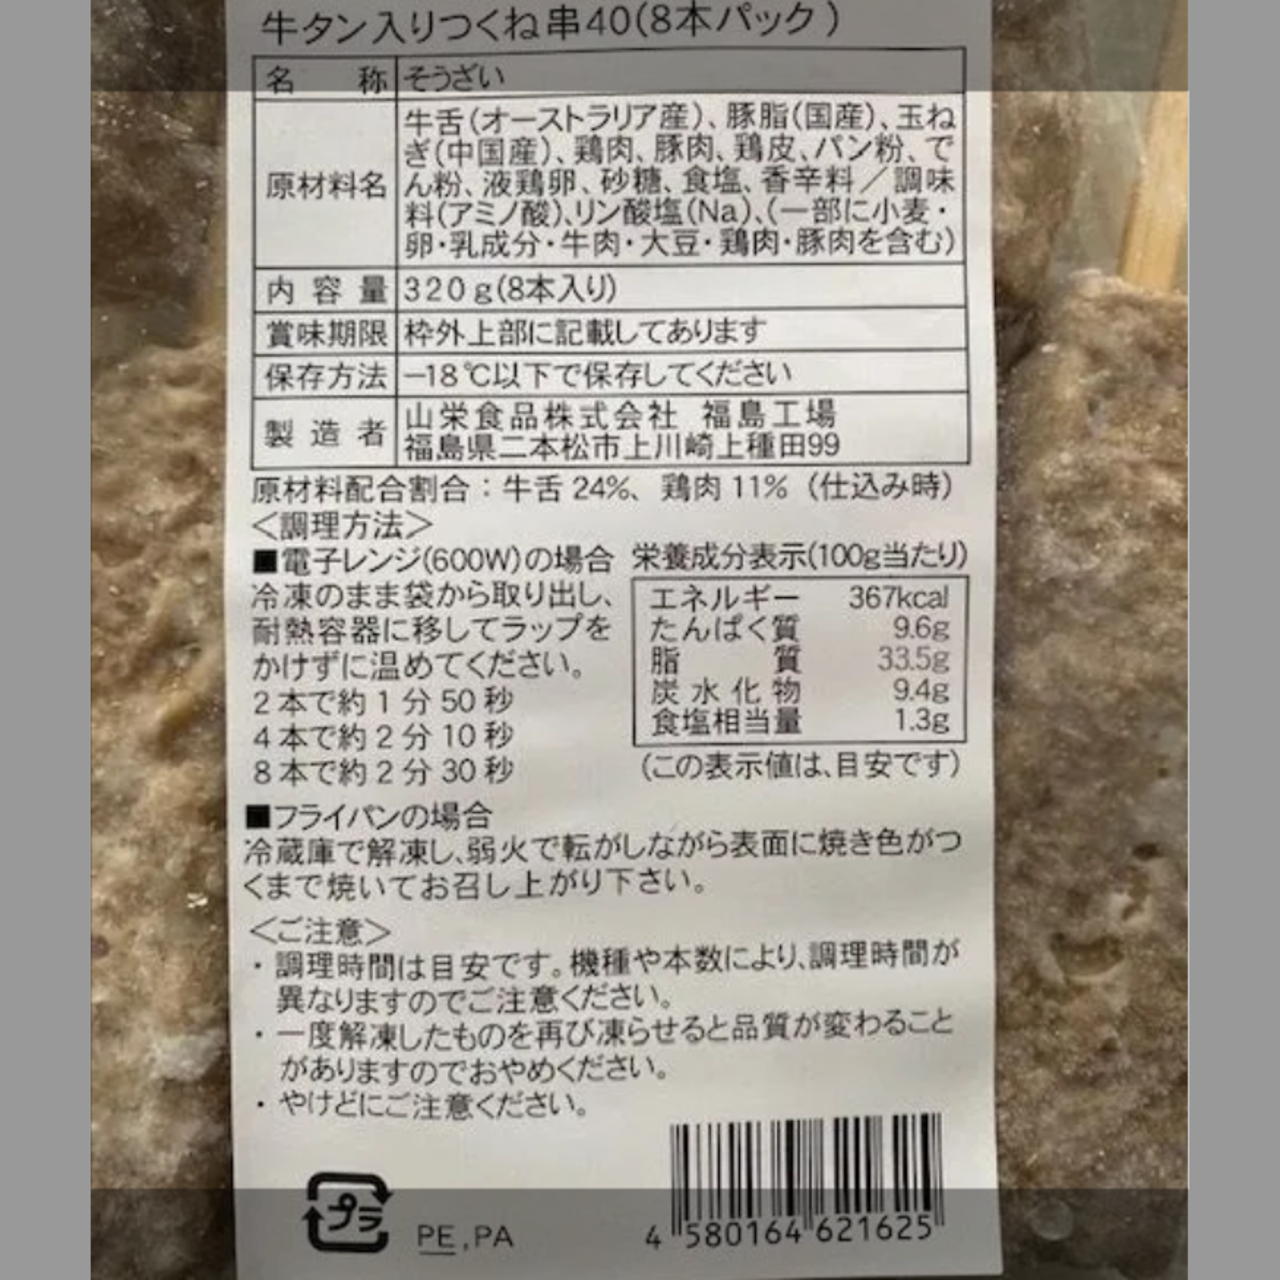 牛タン入りつくね串40(8本パック)
名称 そうざい
原材料名 牛舌(オーストラリア産)、豚脂(国産)、玉ね
ぎ(中国産)、鶏肉、豚肉、鶏皮、パン粉、で
ん粉、液鶏卵、砂糖、食塩、香辛料／調味
料(アミノ酸)、リン酸塩(Na)、(一部に小麦・
卵・乳成分・牛肉・大豆・鶏肉・豚肉を含む)
内容量 320g(8本入り)
賞味期限 枠外上部に記載してあります
保存方法 −18℃以下で保存してください
製造者 山栄食品株式会社 福島工場
福島県二本松市上川崎上種田99
原材料配合割合：牛舌 24%、鶏肉 11%（仕込み時）
＜調理方法＞
■電子レンジ(600W)の場合
冷凍のまま袋から取り出し、
耐熱容器に移してラップを
かけずに温めてください。
2本で約1分50秒
4本で約2分10秒
8本で約2分30秒
栄養成分表示(100g当たり)
エネルギー 367kcal
たんぱく質 9.6g
脂質 33.5g
炭水化物 9.4g
食塩相当量 1.3g
(この表示値は、目安です)
■フライパンの場合
冷蔵庫で解凍し、弱火で転がしながら表面に焼き色がつ
くまで焼いてお召し上がり下さい。
＜ご注意＞
・調理時間は目安です。機種や本数により、調理時間が
異なりますのでご注意ください。
・一度解凍したものを再び凍らせると品質が変わること
がありますのでおやめください。
・やけどにご注意ください。
プラ
PE,PA
4 580164 621625